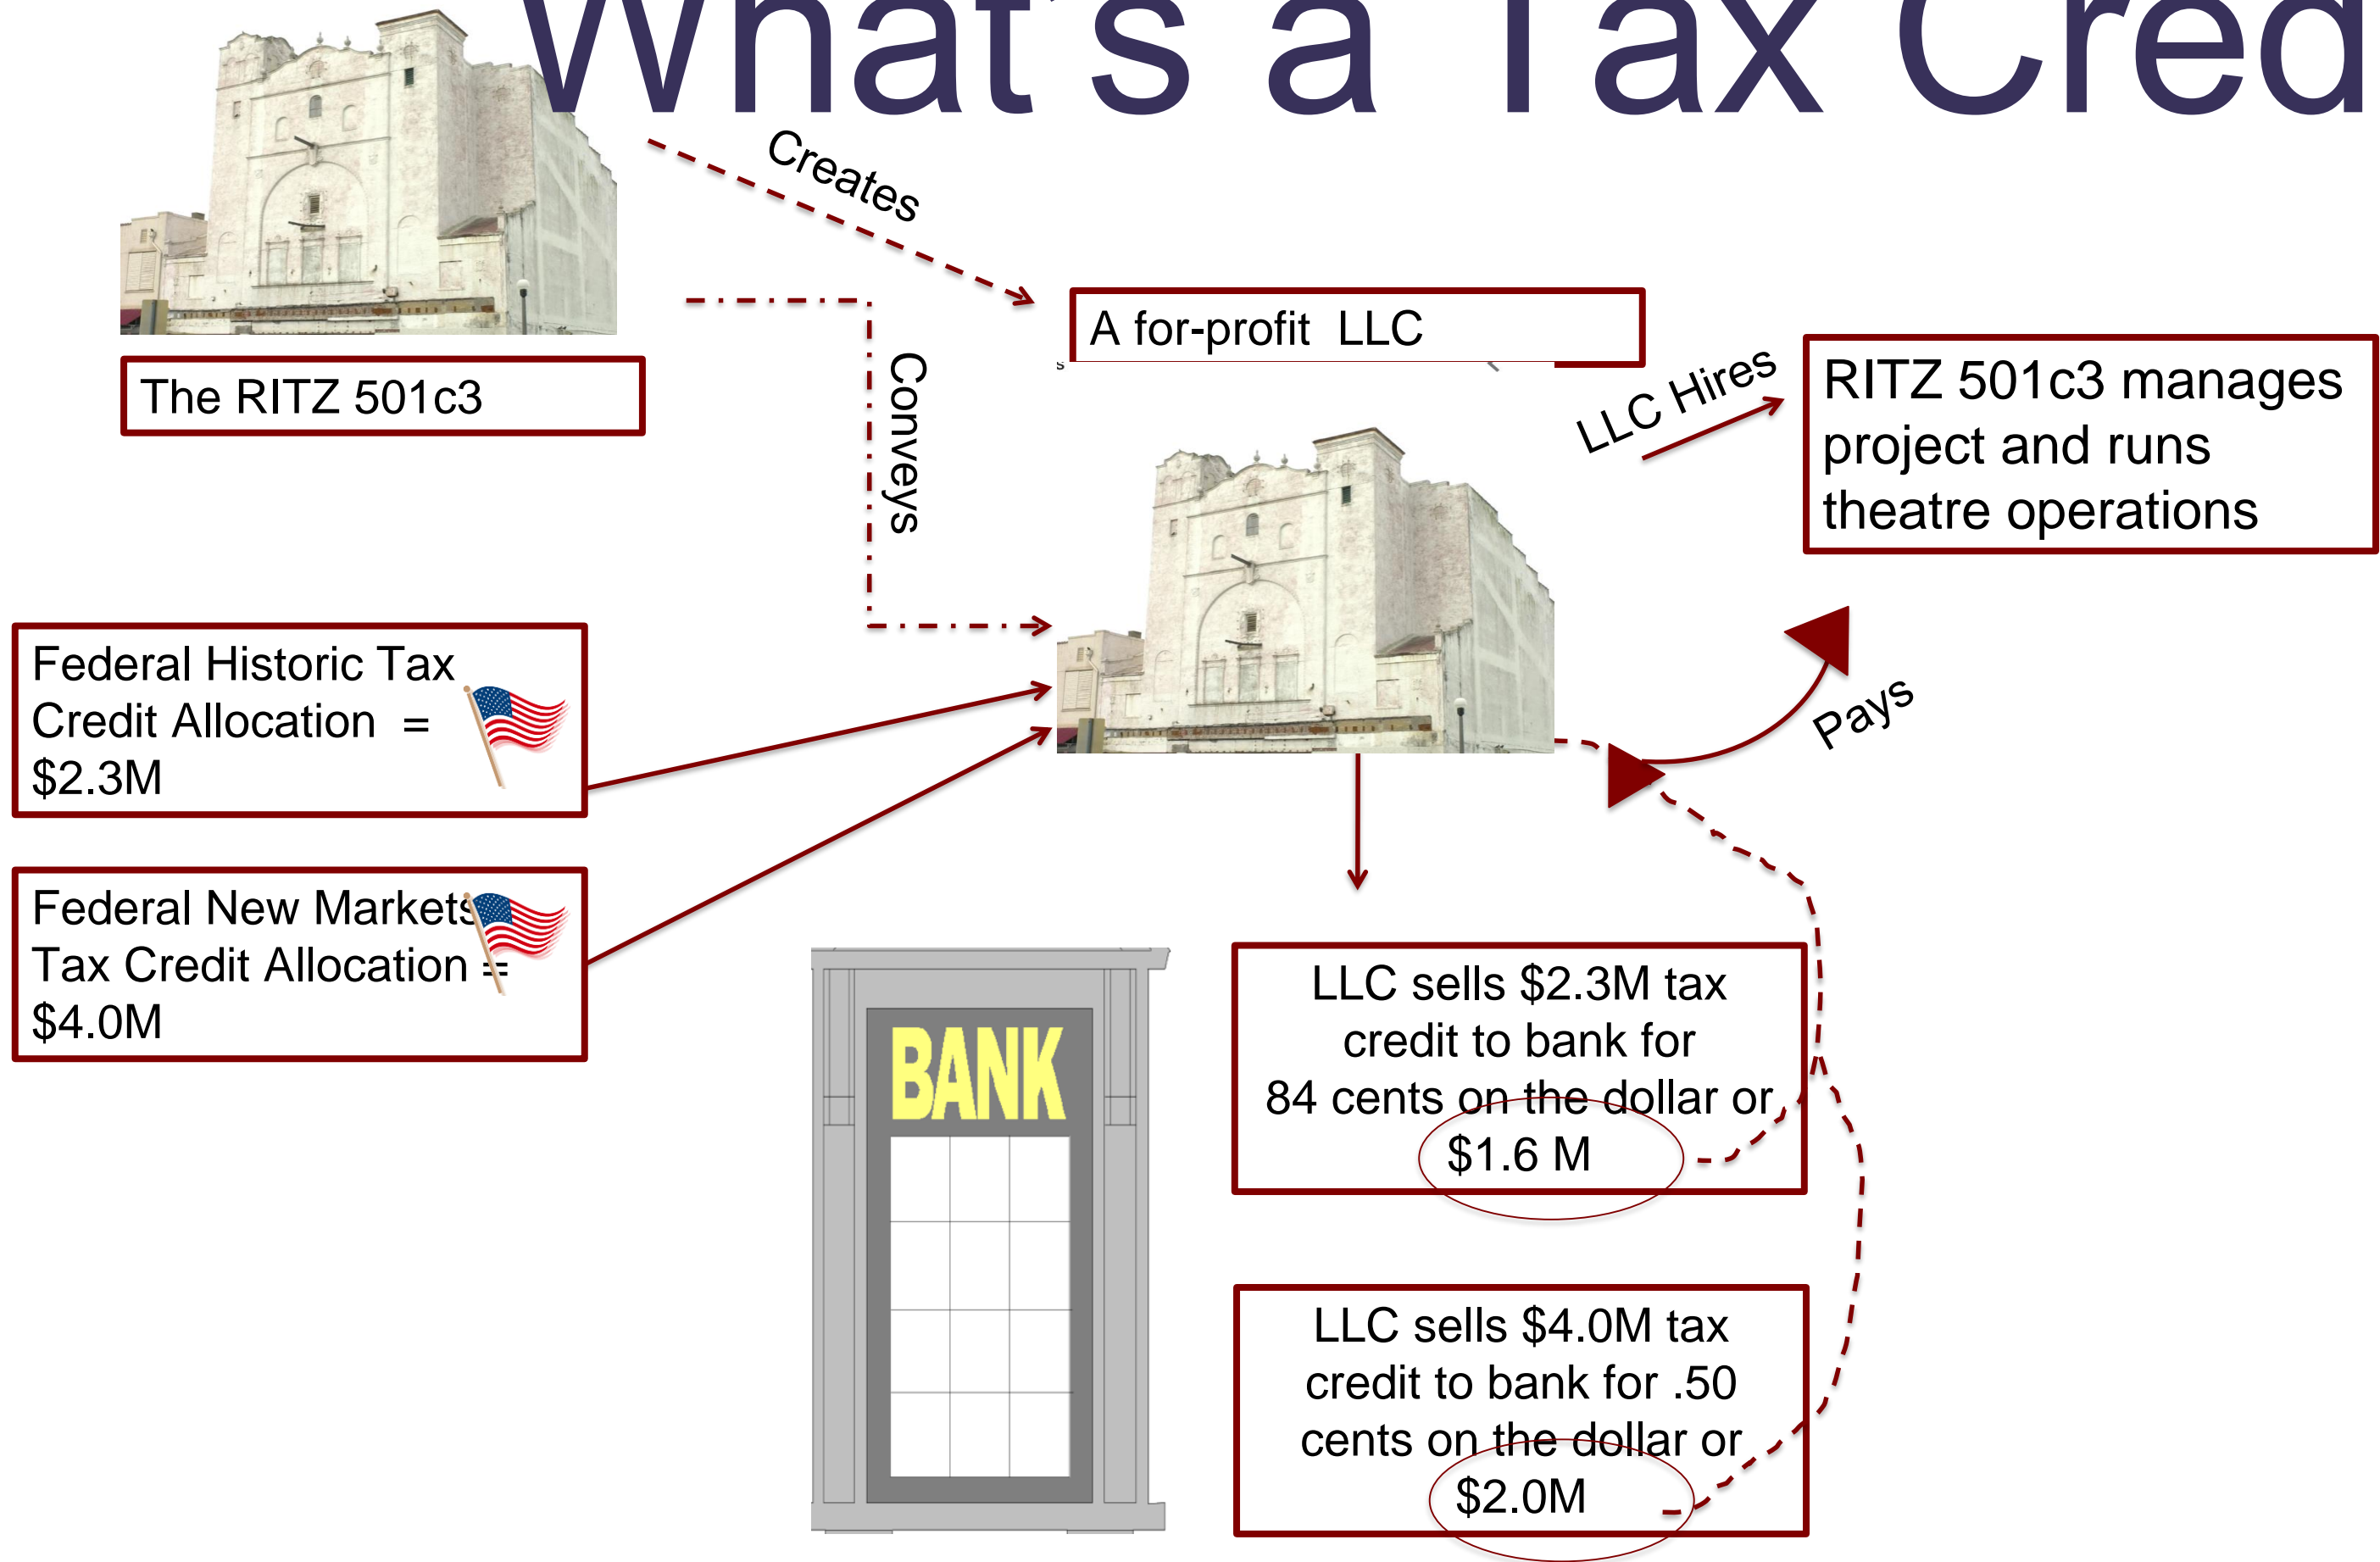 What's a Tax Cred
Creates
A for-profit LLC
s
The RITZ 501c3
Conveys
LLC Hires
RITZ 501c3 manages
project and runs
theatre operations
Federal Historic Tax
Credit Allocation =
$2.3M
Pays
Federal New Markets
Tax Credit Allocation =
$4.0M
BANK
LLC sells $2.3M tax
credit to bank for
84 cents on the dollar or
$1.6 M
LLC sells $4.0M tax
credit to bank for .50
cents on the dollar or
$2.0M